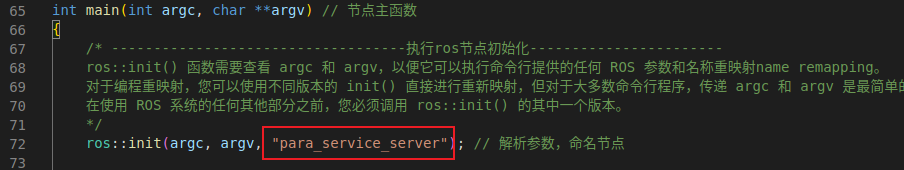 65 int main(int argc, char **argv) // 节点主函数
66 {
67 /* -----------------------------------执行ros节点初始化-----------------------
68 ros::init() 函数需要查看 argc 和 argv，以便它可以执行命令行提供的任何 ROS 参数和名称重映射name remapping。
69 对于编程重映射，您可以使用不同版本的 init() 直接进行重新映射，但对于大多数命令行程序，传递 argc 和 argv 是最简单的
70 在使用 ROS 系统的任何其他部分之前，您必须调用 ros::init() 的其中一个版本。
71 */
72 ros::init(argc, argv, "para_service_server"); // 解析参数，命名节点
73